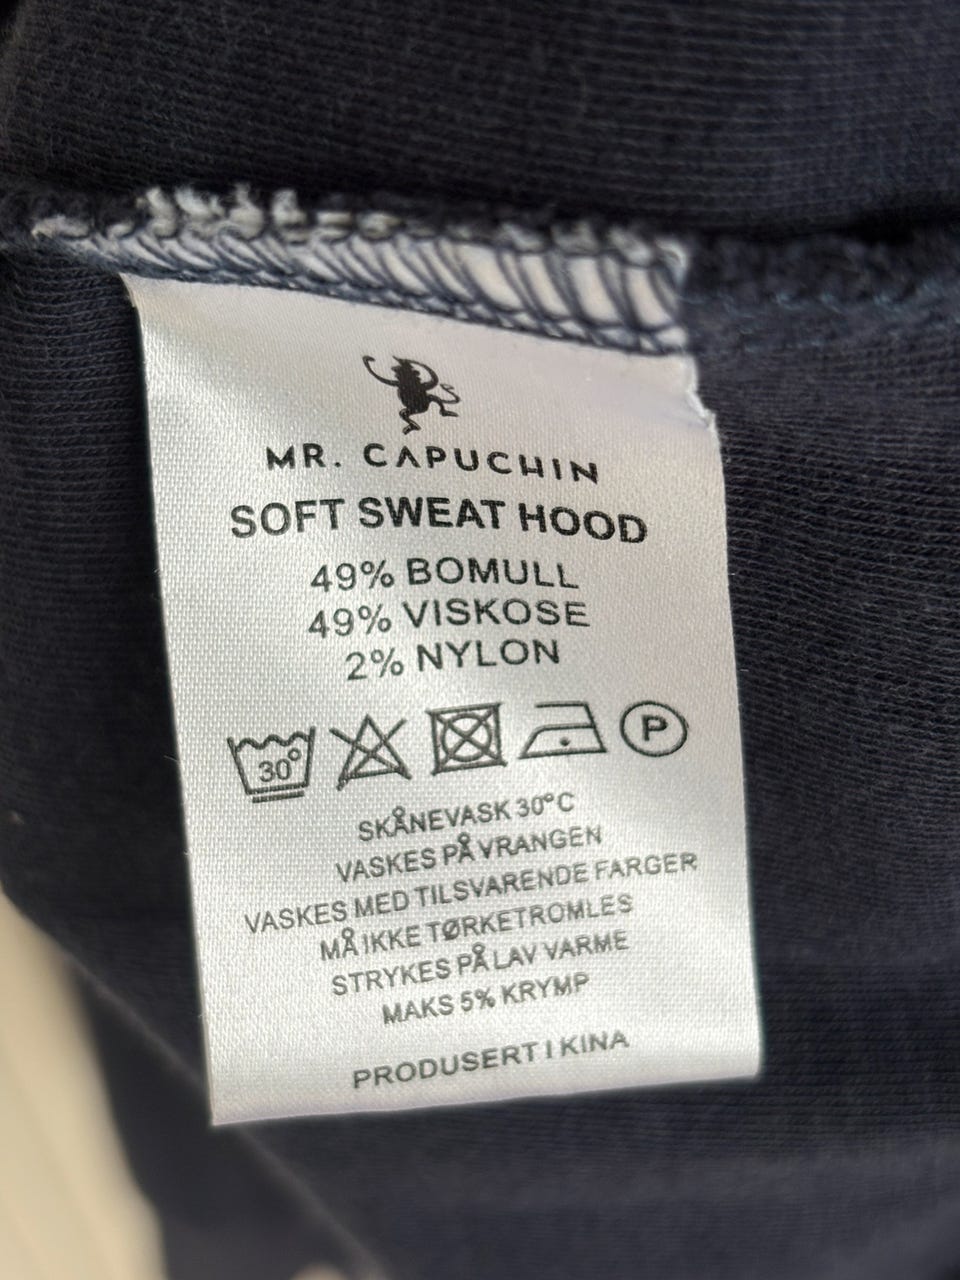 MR. CAPUCHIN
SOFT SWEAT HOOD
49% BOMULL
49% VISKOSE
2% NYLON
30° P
SKÅNEVASK 30°C
VASKES PÅ VRANGEN
VASKES MED TILSVARENDE FARGER
MÅ IKKE TØRKETROMLES
STRYKES PÅ LAV VARME
MAKS 5% KRYMP
PRODUSERT I KINA